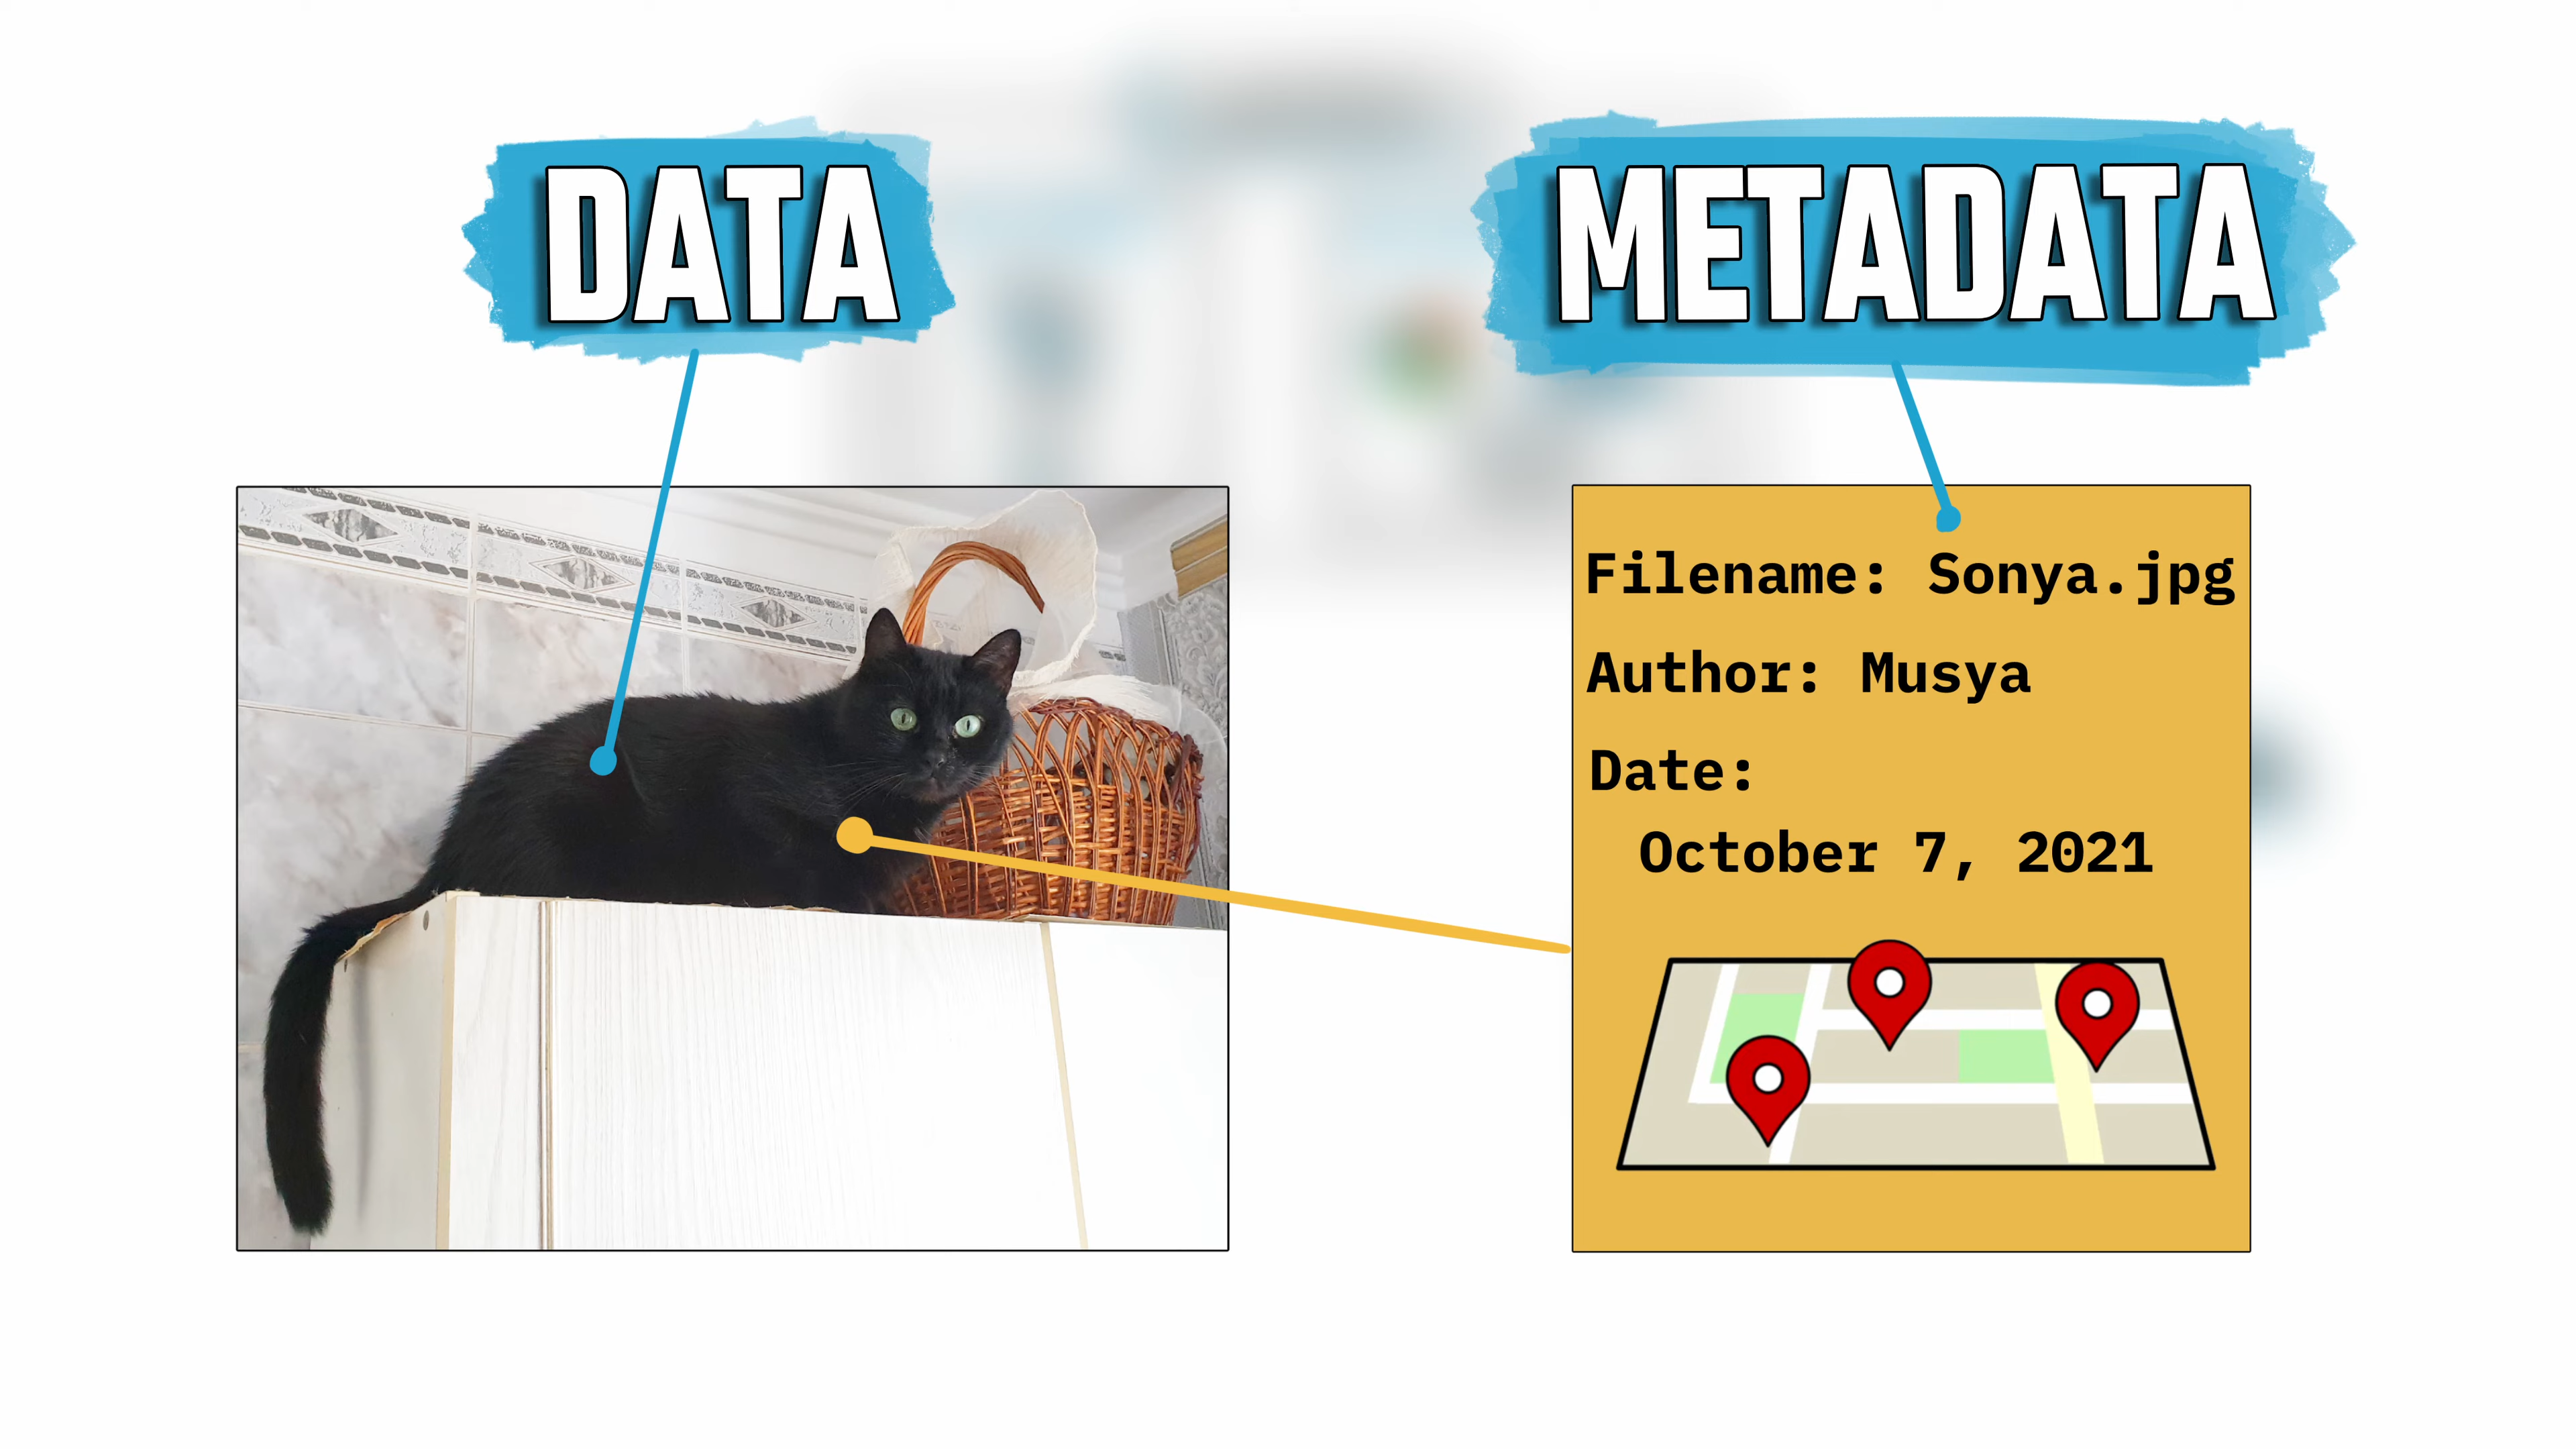 DATA
METADATA
Filename: Sonya.jpg
Author: Musya
Date:
October 7, 2021